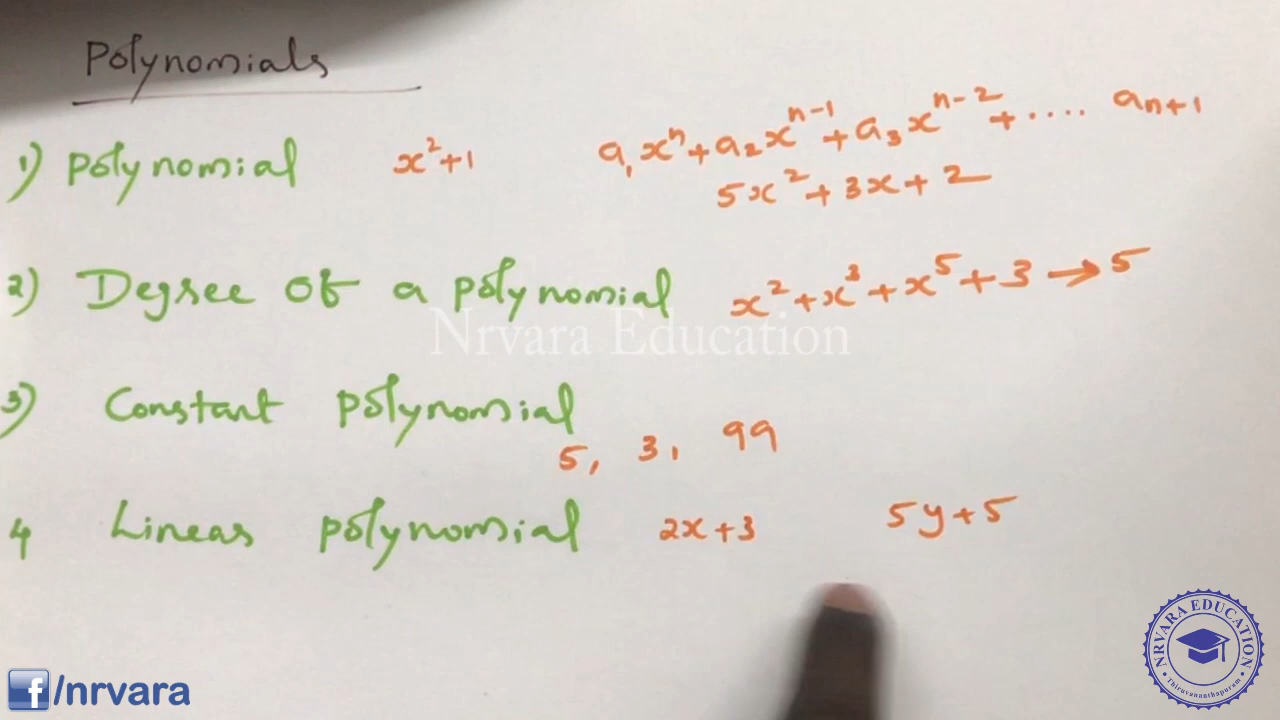 Polynomials
1) Polynomial x²+1 a₁xⁿ+a₂xⁿ⁻¹+a₃xⁿ⁻²+.... aₙ₊₁
5x²+3x+2
2) Degree of a polynomial x²+x³+x⁵+3→5
Nrvara Education
3) Constant polynomial
5, 3, 99
4 Linear polynomial 2x+3 5y+5
NRVARA EDUCATION
Thiruvananthapuram
f/nrvara